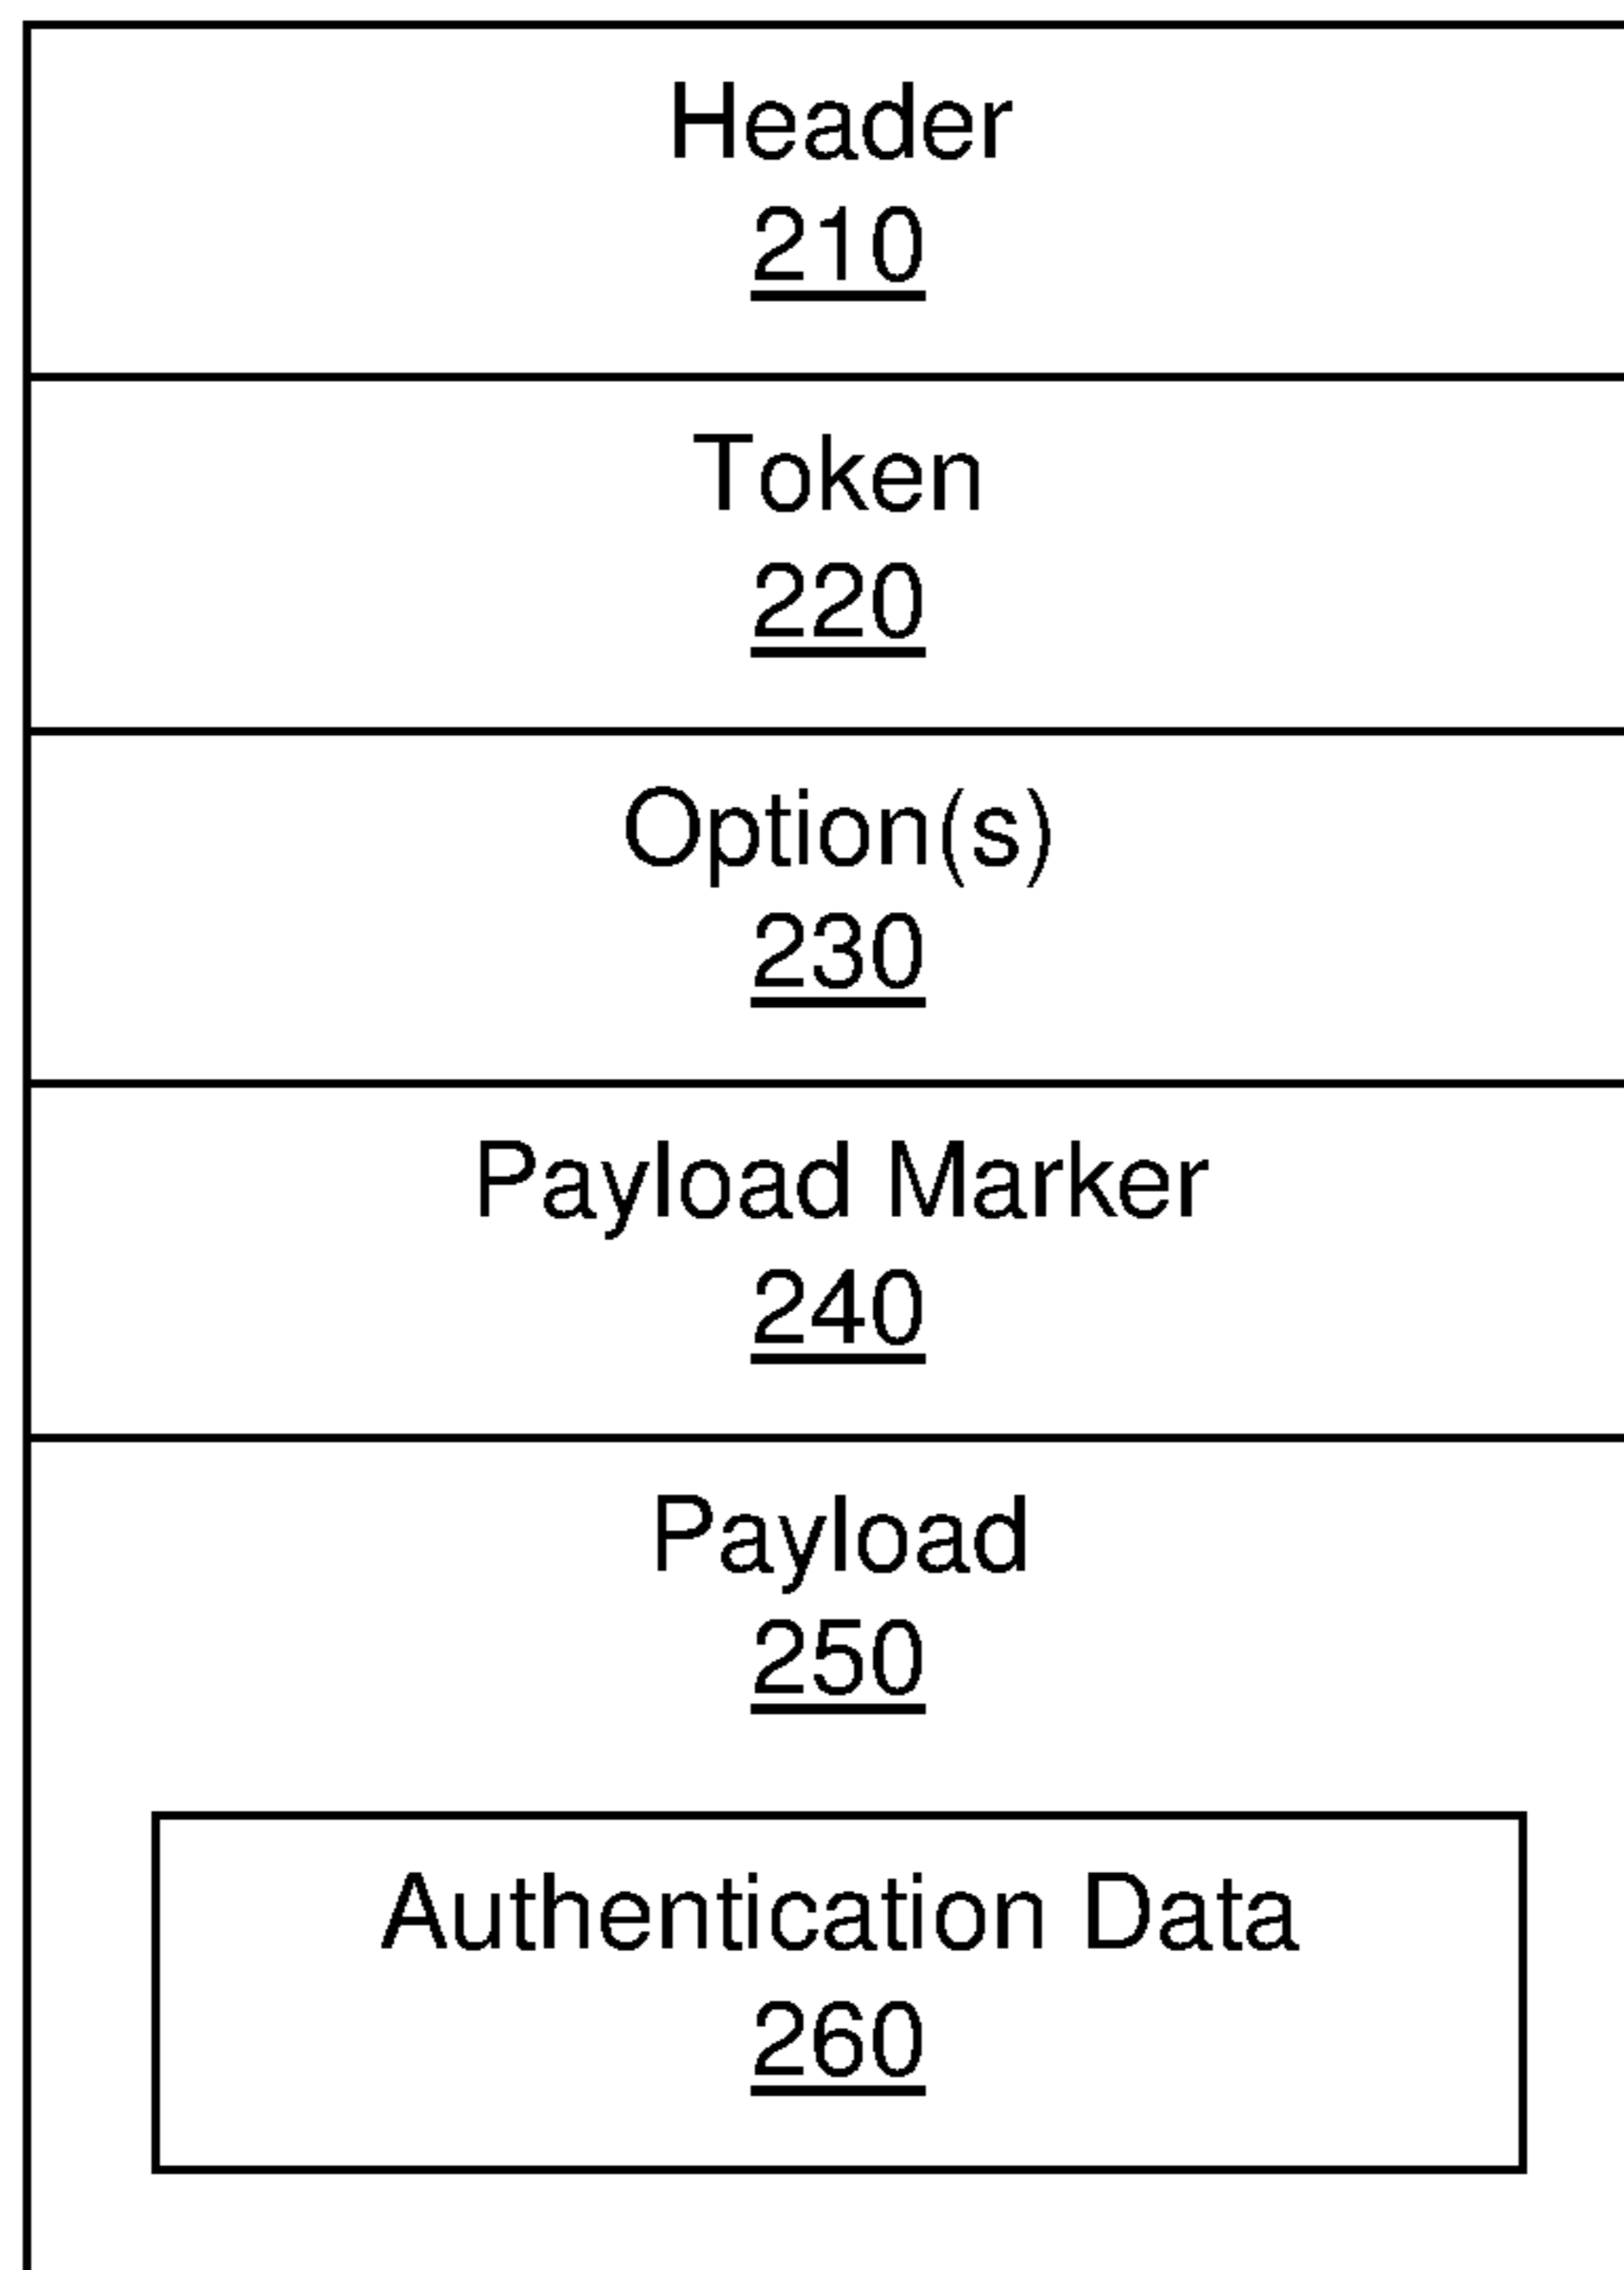 Header
210
Token
220
Option(s)
230
Payload Marker
240
Payload
250
Authentication Data
260